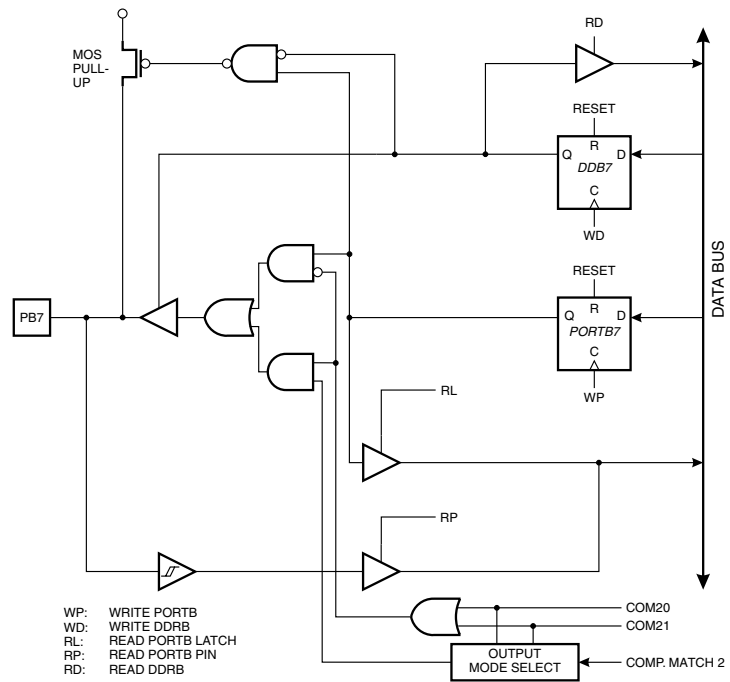 RD
MOS
PULL-
UP
RESET
R
Q
D
DDB7
C
WD
DATA BUS
RESET
R
Q
D
PORTB7
C
WP
PB7
RL
RP
WP: WRITE PORTB
WD: WRITE DDRB
RL: READ PORTB LATCH
RP: READ PORTB PIN
RD: READ DDRB
COM20
COM21
OUTPUT
MODE SELECT
COMP. MATCH 2